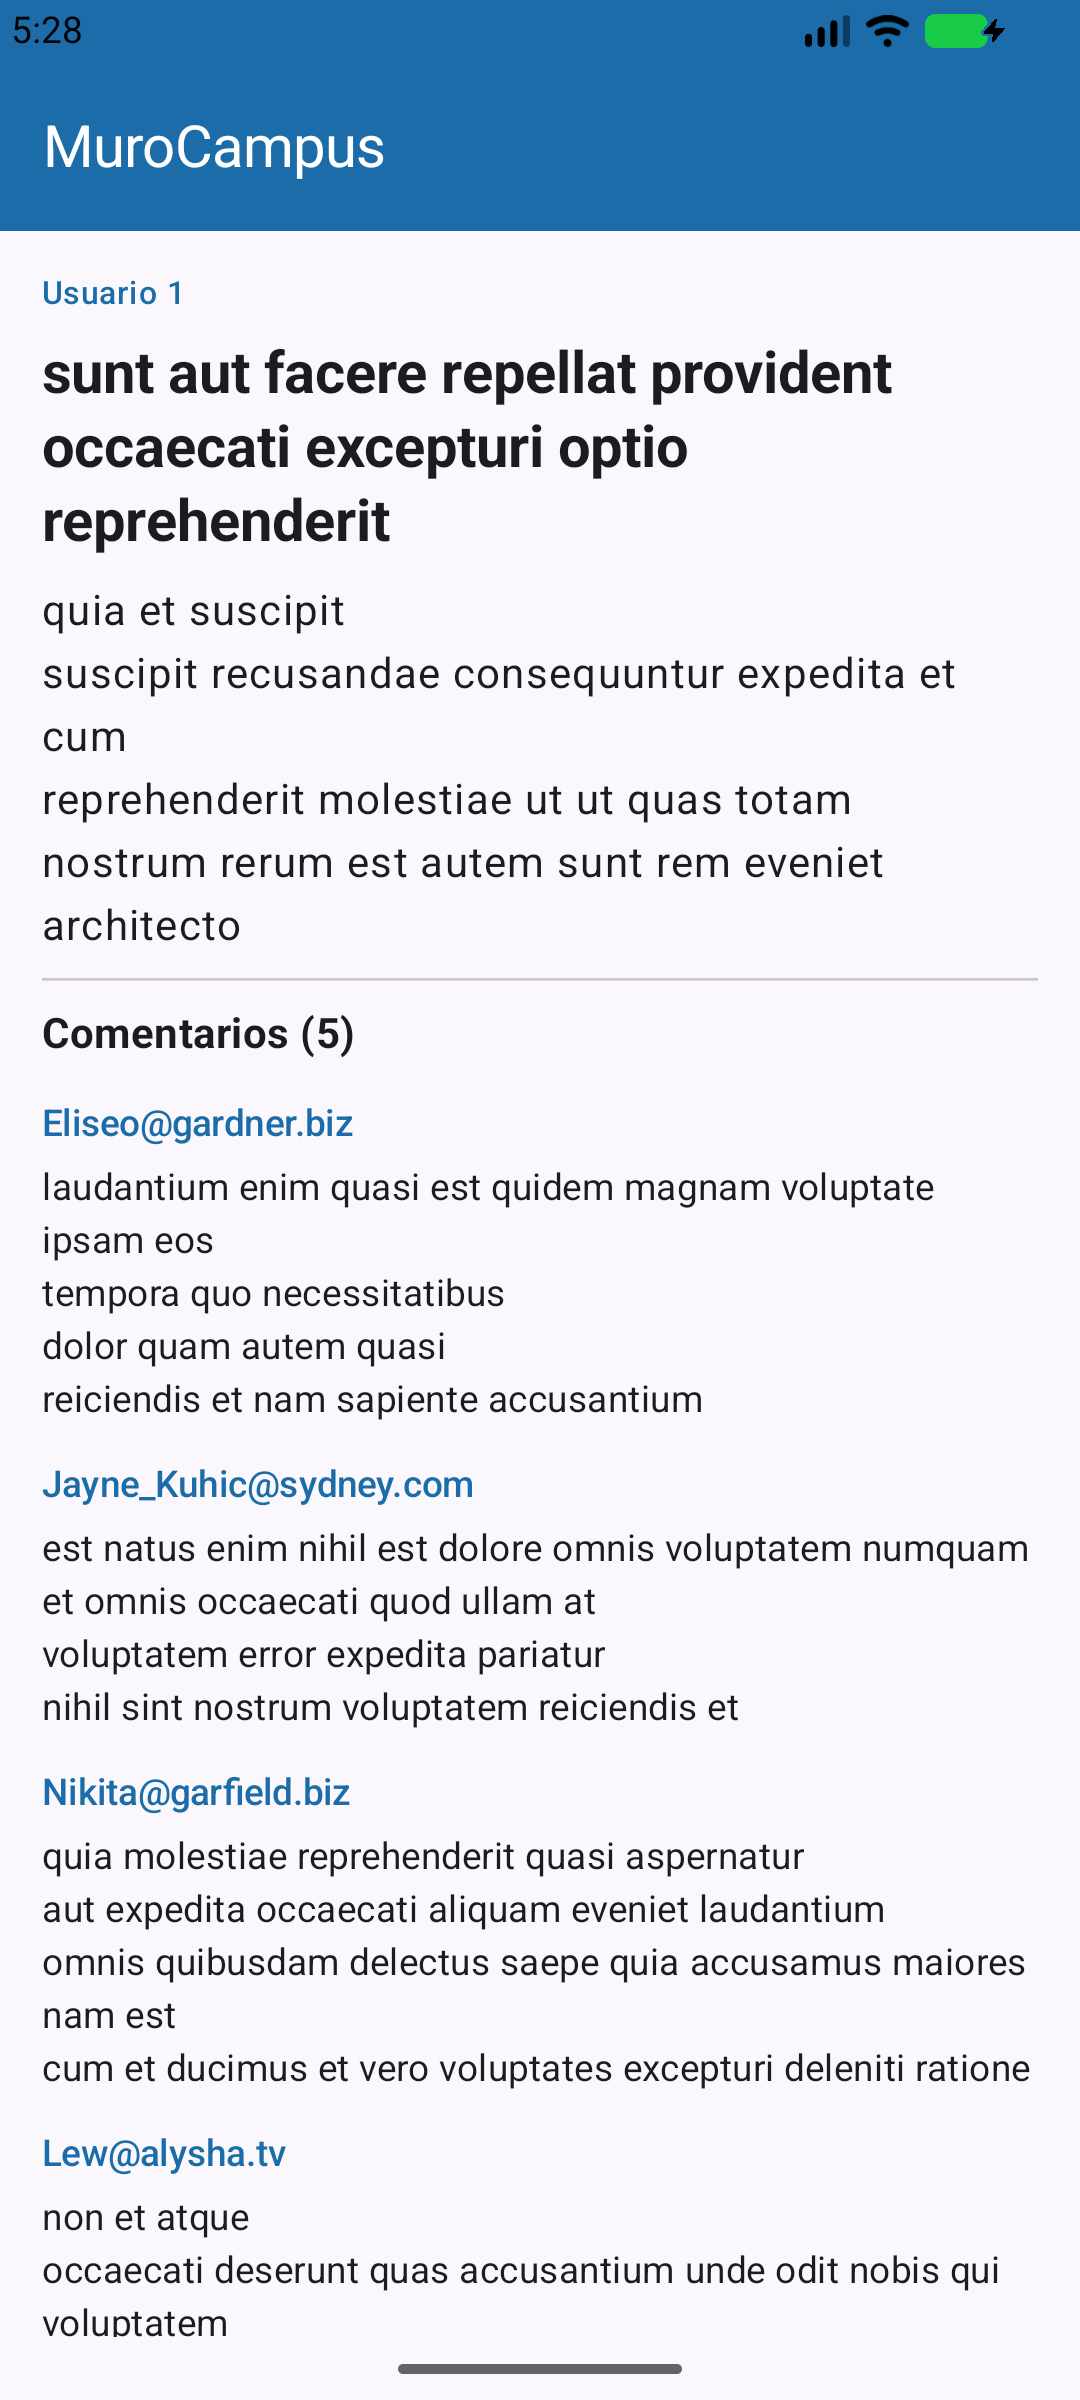 5:28
MuroCampus
Usuario 1
sunt aut facere repellat provident
occaecati excepturi optio
reprehenderit
quia et suscipit
suscipit recusandae consequuntur expedita et
cum
reprehenderit molestiae ut ut quas totam
nostrum rerum est autem sunt rem eveniet
architecto
Comentarios (5)
Eliseo@gardner.biz
laudantium enim quasi est quidem magnam voluptate
ipsam eos
tempora quo necessitatibus
dolor quam autem quasi
reiciendis et nam sapiente accusantium
Jayne_Kuhic@sydney.com
est natus enim nihil est dolore omnis voluptatem numquam
et omnis occaecati quod ullam at
voluptatem error expedita pariatur
nihil sint nostrum voluptatem reiciendis et
Nikita@garfield.biz
quia molestiae reprehenderit quasi aspernatur
aut expedita occaecati aliquam eveniet laudantium
omnis quibusdam delectus saepe quia accusamus maiores
nam est
cum et ducimus et vero voluptates excepturi deleniti ratione
Lew@alysha.tv
non et atque
occaecati deserunt quas accusantium unde odit nobis qui
voluptatem